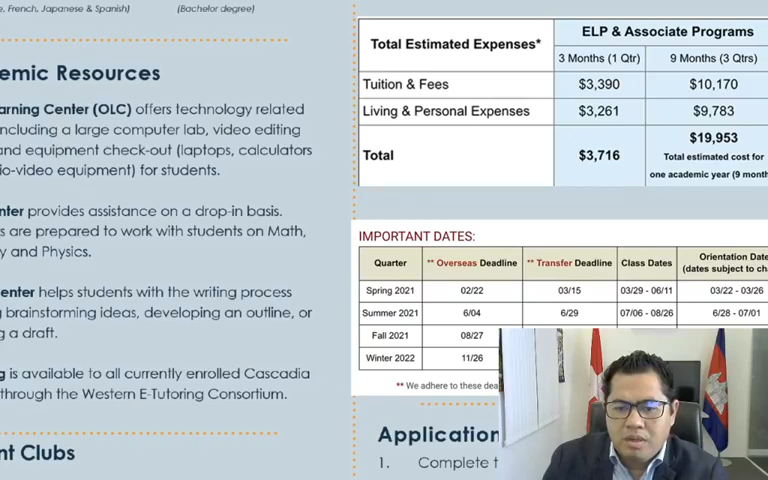 e, French, Japanese & Spanish)
(Bachelor degree)
emic Resources
arning Center (OLC) offers technology related
including a large computer lab, video editing
and equipment check-out (laptops, calculators
io-video equipment) for students.
nter provides assistance on a drop-in basis.
rs are prepared to work with students on Math,
y and Physics.
enter helps students with the writing process
g brainstorming ideas, developing an outline, or
g a draft.
g is available to all currently enrolled Cascadia
through the Western E-Tutoring Consortium.
nt Clubs
Total Estimated Expenses* ELP & Associate Programs
3 Months (1 Qtr) 9 Months (3 Qtrs)
Tuition & Fees $3,390 $10,170
Living & Personal Expenses $3,261 $9,783
Total $3,716 $19,953
Total estimated cost for
one academic year (9 month
IMPORTANT DATES:
Quarter ** Overseas Deadline ** Transfer Deadline Class Dates Orientation Date
(dates subject to cha
Spring 2021 02/22 03/15 03/29 - 06/11 03/22 - 03/26
Summer 2021 6/04 6/29 07/06 - 08/26 6/28 - 07/01
Fall 2021 08/27
Winter 2022 11/26
** We adhere to these dea
Application
1. Complete t